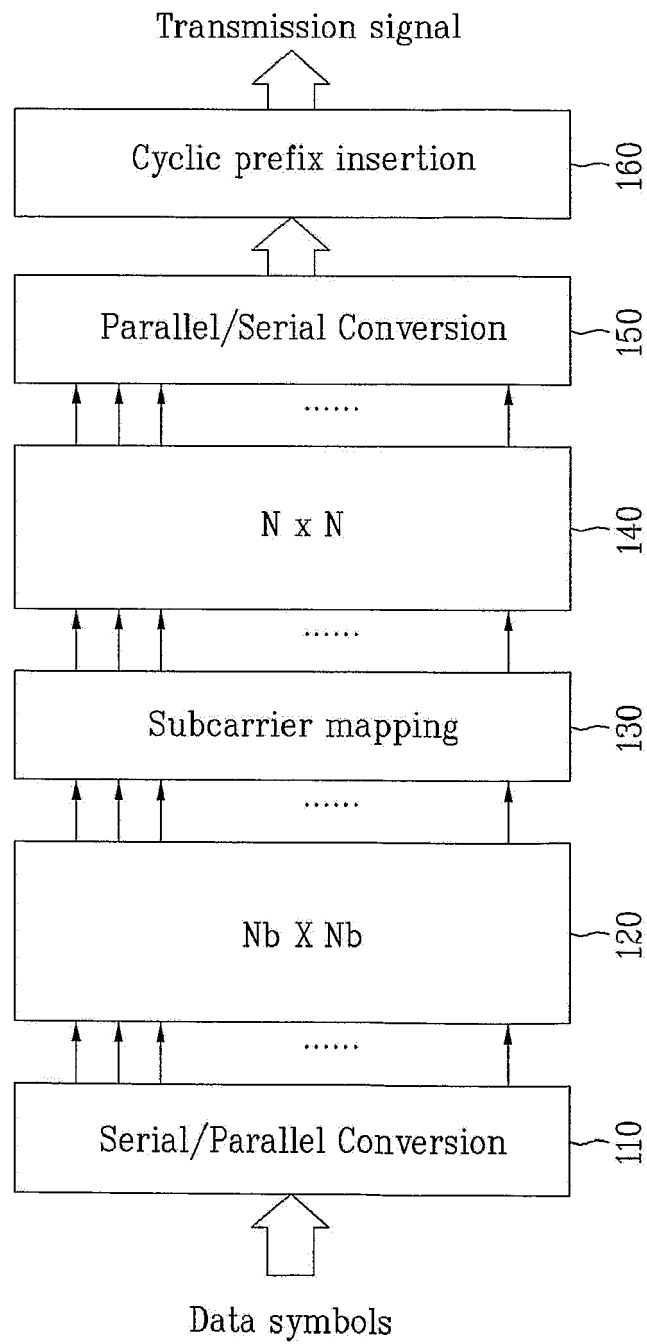 Transmission signal
Cyclic prefix insertion
160
Parallel/Serial Conversion
150
......
N x N
140
......
Subcarrier mapping
130
......
Nb X Nb
120
......
Serial/Parallel Conversion
110
Data symbols